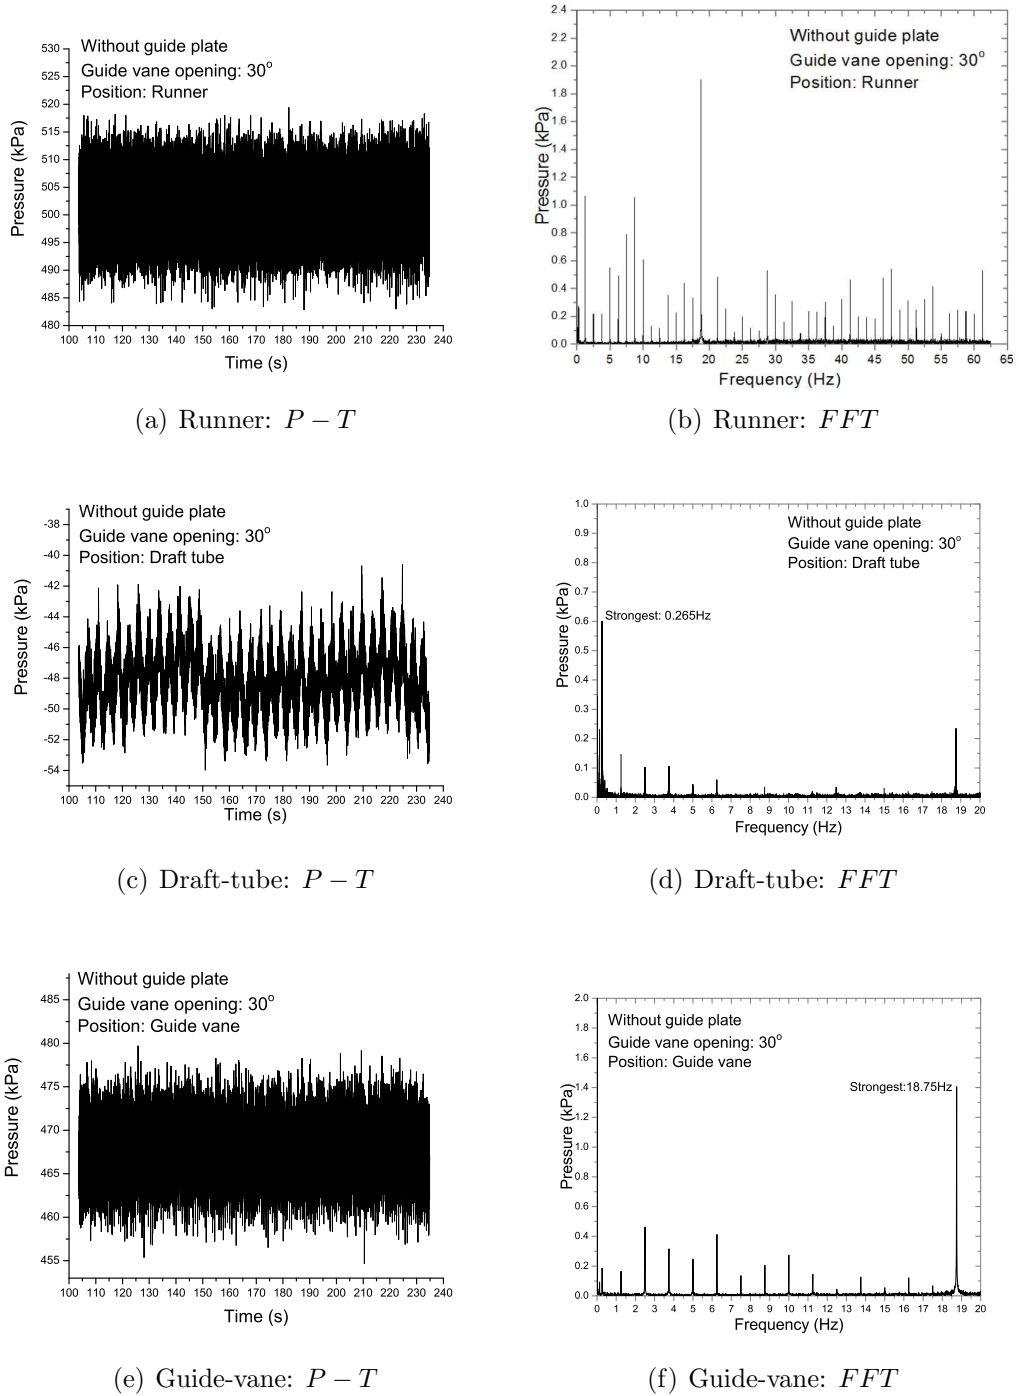 Without guide plate
Guide vane opening: 30°
Position: Runner
530
525
520
515
510
505
500
495
490
485
480
Pressure (kPa)
100 110 120 130 140 150 160 170 180 190 200 210 220 230 240
Time (s)
(a) Runner: P − T
Without guide plate
Guide vane opening: 30°
Position: Runner
2.4
2.2
2.0
1.8
1.6
1.4
1.2
1.0
0.8
0.6
0.4
0.2
0.0
Pressure (kPa)
0 5 10 15 20 25 30 35 40 45 50 55 60 65
Frequency (Hz)
(b) Runner: FFT
Without guide plate
Guide vane opening: 30°
Position: Draft tube
-38
-40
-42
-44
-46
-48
-50
-52
-54
Pressure (kPa)
100 110 120 130 140 150 160 170 180 190 200 210 220 230 240
Time (s)
(c) Draft-tube: P − T
Without guide plate
Guide vane opening: 30°
Position: Draft tube
Strongest: 0.265Hz
1.0
0.9
0.8
0.7
0.6
0.5
0.4
0.3
0.2
0.1
0.0
Pressure (kPa)
0 1 2 3 4 5 6 7 8 9 10 11 12 13 14 15 16 17 18 19 20
Frequency (Hz)
(d) Draft-tube: FFT
Without guide plate
Guide vane opening: 30°
Position: Guide vane
485
480
475
470
465
460
455
Pressure (kPa)
100 110 120 130 140 150 160 170 180 190 200 210 220 230 240
Time (s)
(e) Guide-vane: P − T
Without guide plate
Guide vane opening: 30°
Position: Guide vane
Strongest:18.75Hz
2.0
1.8
1.6
1.4
1.2
1.0
0.8
0.6
0.4
0.2
0.0
Pressure (kPa)
0 1 2 3 4 5 6 7 8 9 10 11 12 13 14 15 16 17 18 19 20
Frequency (Hz)
(f) Guide-vane: FFT